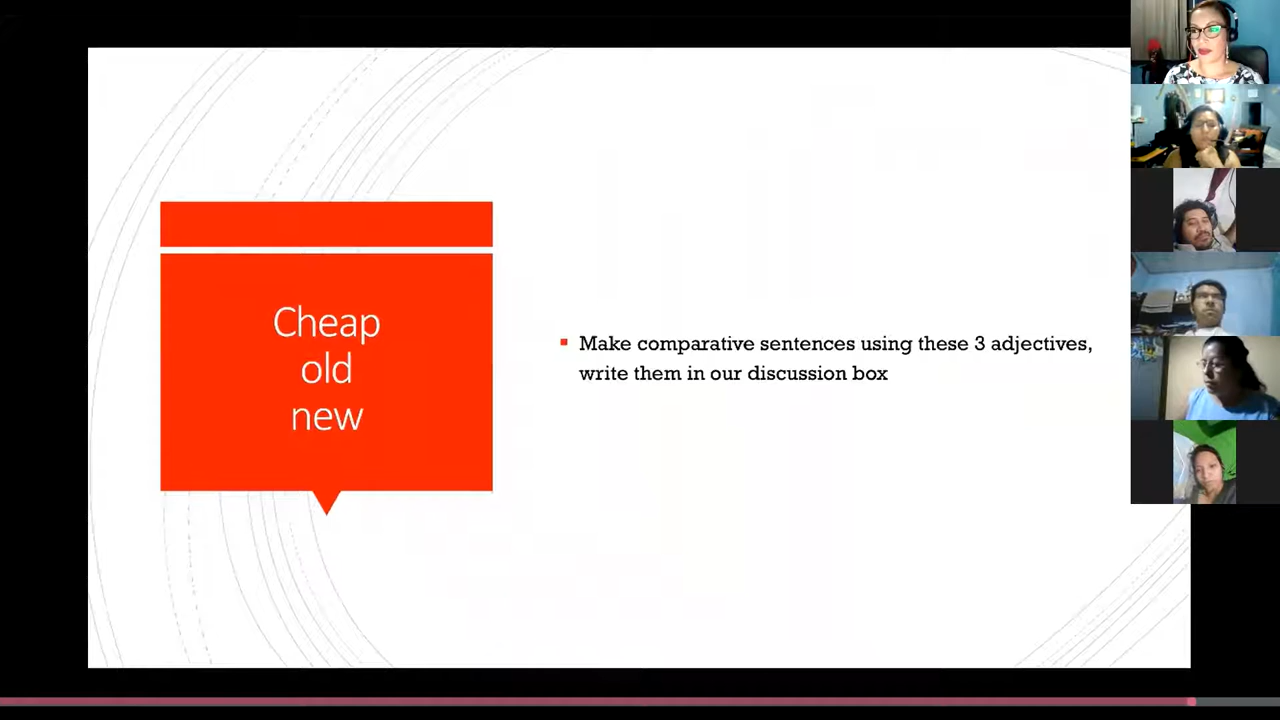 Cheap
old
new
Make comparative sentences using these 3 adjectives,
write them in our discussion box